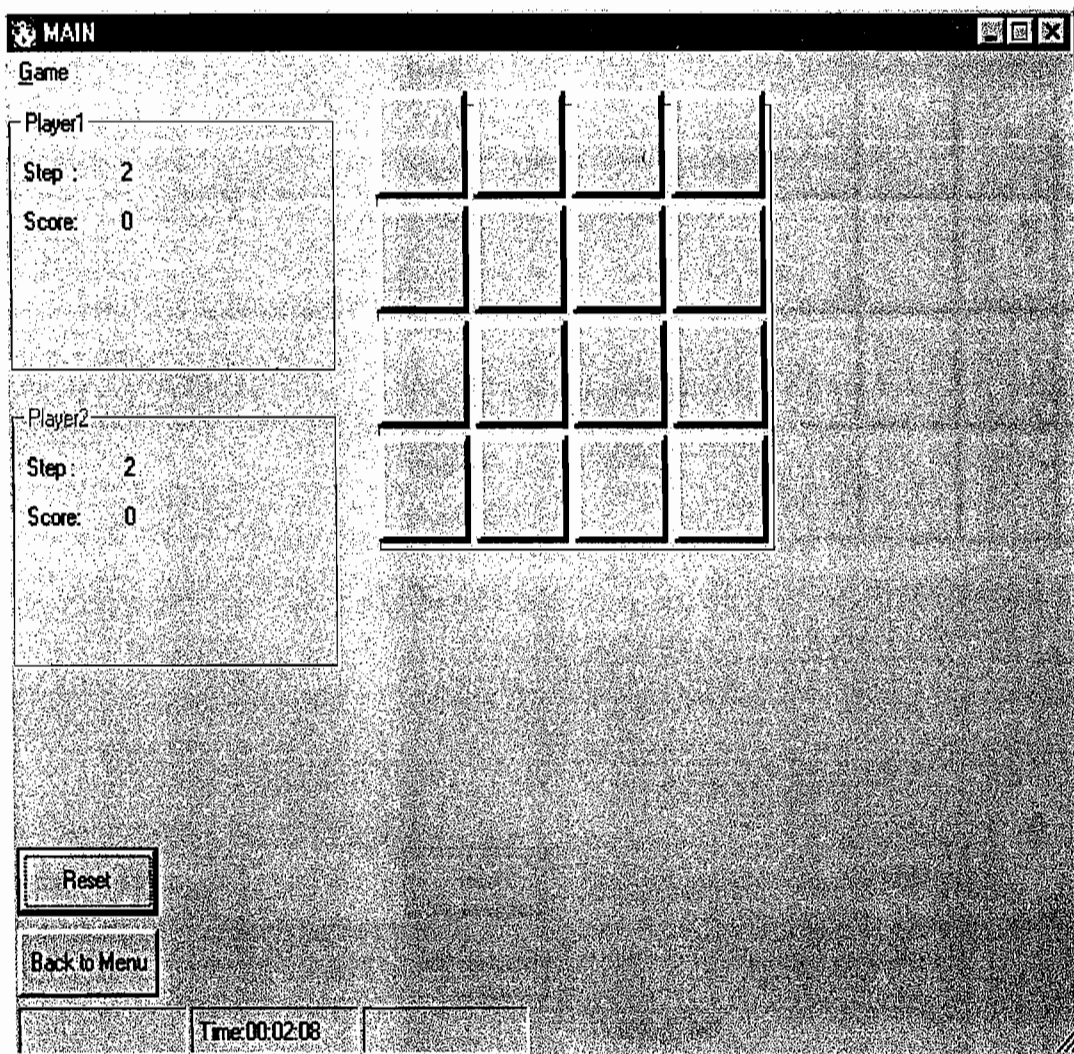 MAIN
Game
Player1
Step : 2
Score: 0
Player2
Step : 2
Score: 0
Reset
Back to Menu
Time:00:02:08